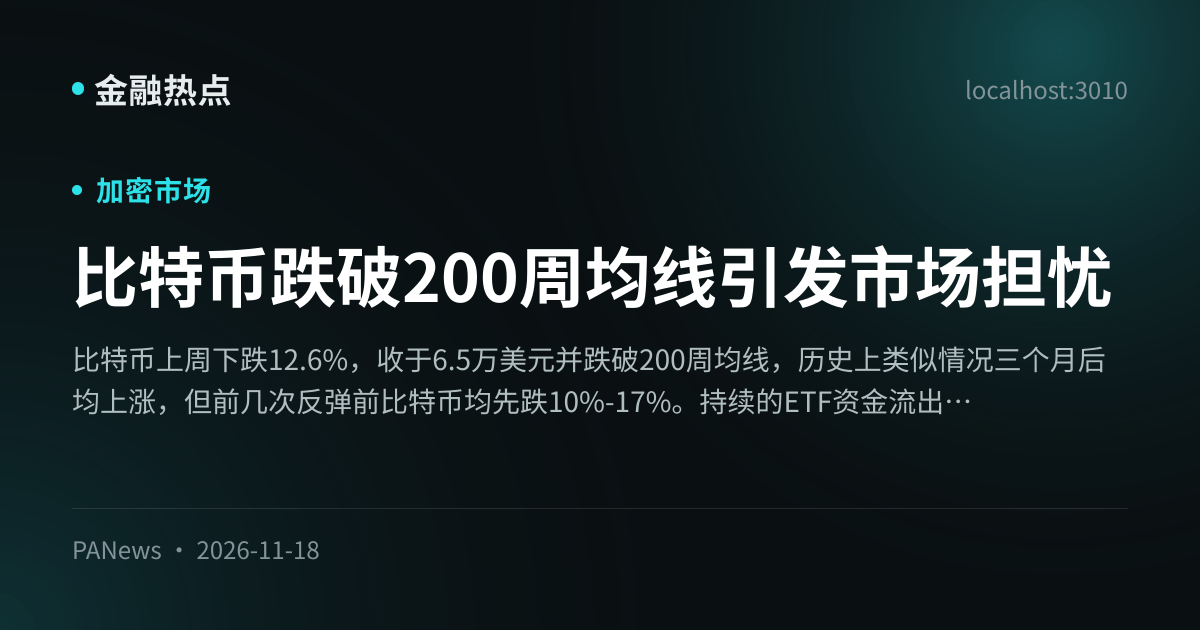 金融热点
localhost:3010
加密市场
比特币跌破200周均线引发市场担忧
比特币上周下跌12.6%，收于6.5万美元并跌破200周均线，历史上类似情况三个月后
均上涨，但前几次反弹前比特币均先跌10%-17%。持续的ETF资金流出…
PANews • 2026-11-18